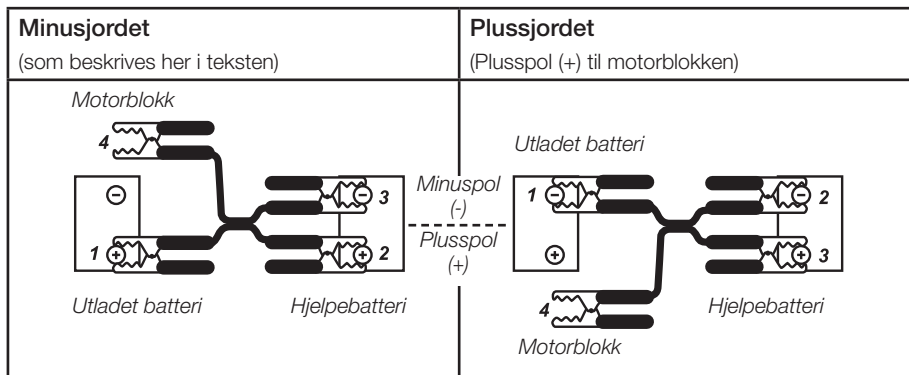 Minusjordet
(som beskrives her i teksten)
Motorblokk
4
⊖
1 ⊕
Utladet batteri
⊖ 3
⊕ 2
Hjelpebatteri
Minuspol
(-)
Plusspol
(+)
Plussjordet
(Plusspol (+) til motorblokken)
Utladet batteri
1 ⊖
⊕
⊖ 2
⊕ 3
Hjelpebatteri
4
Motorblokk